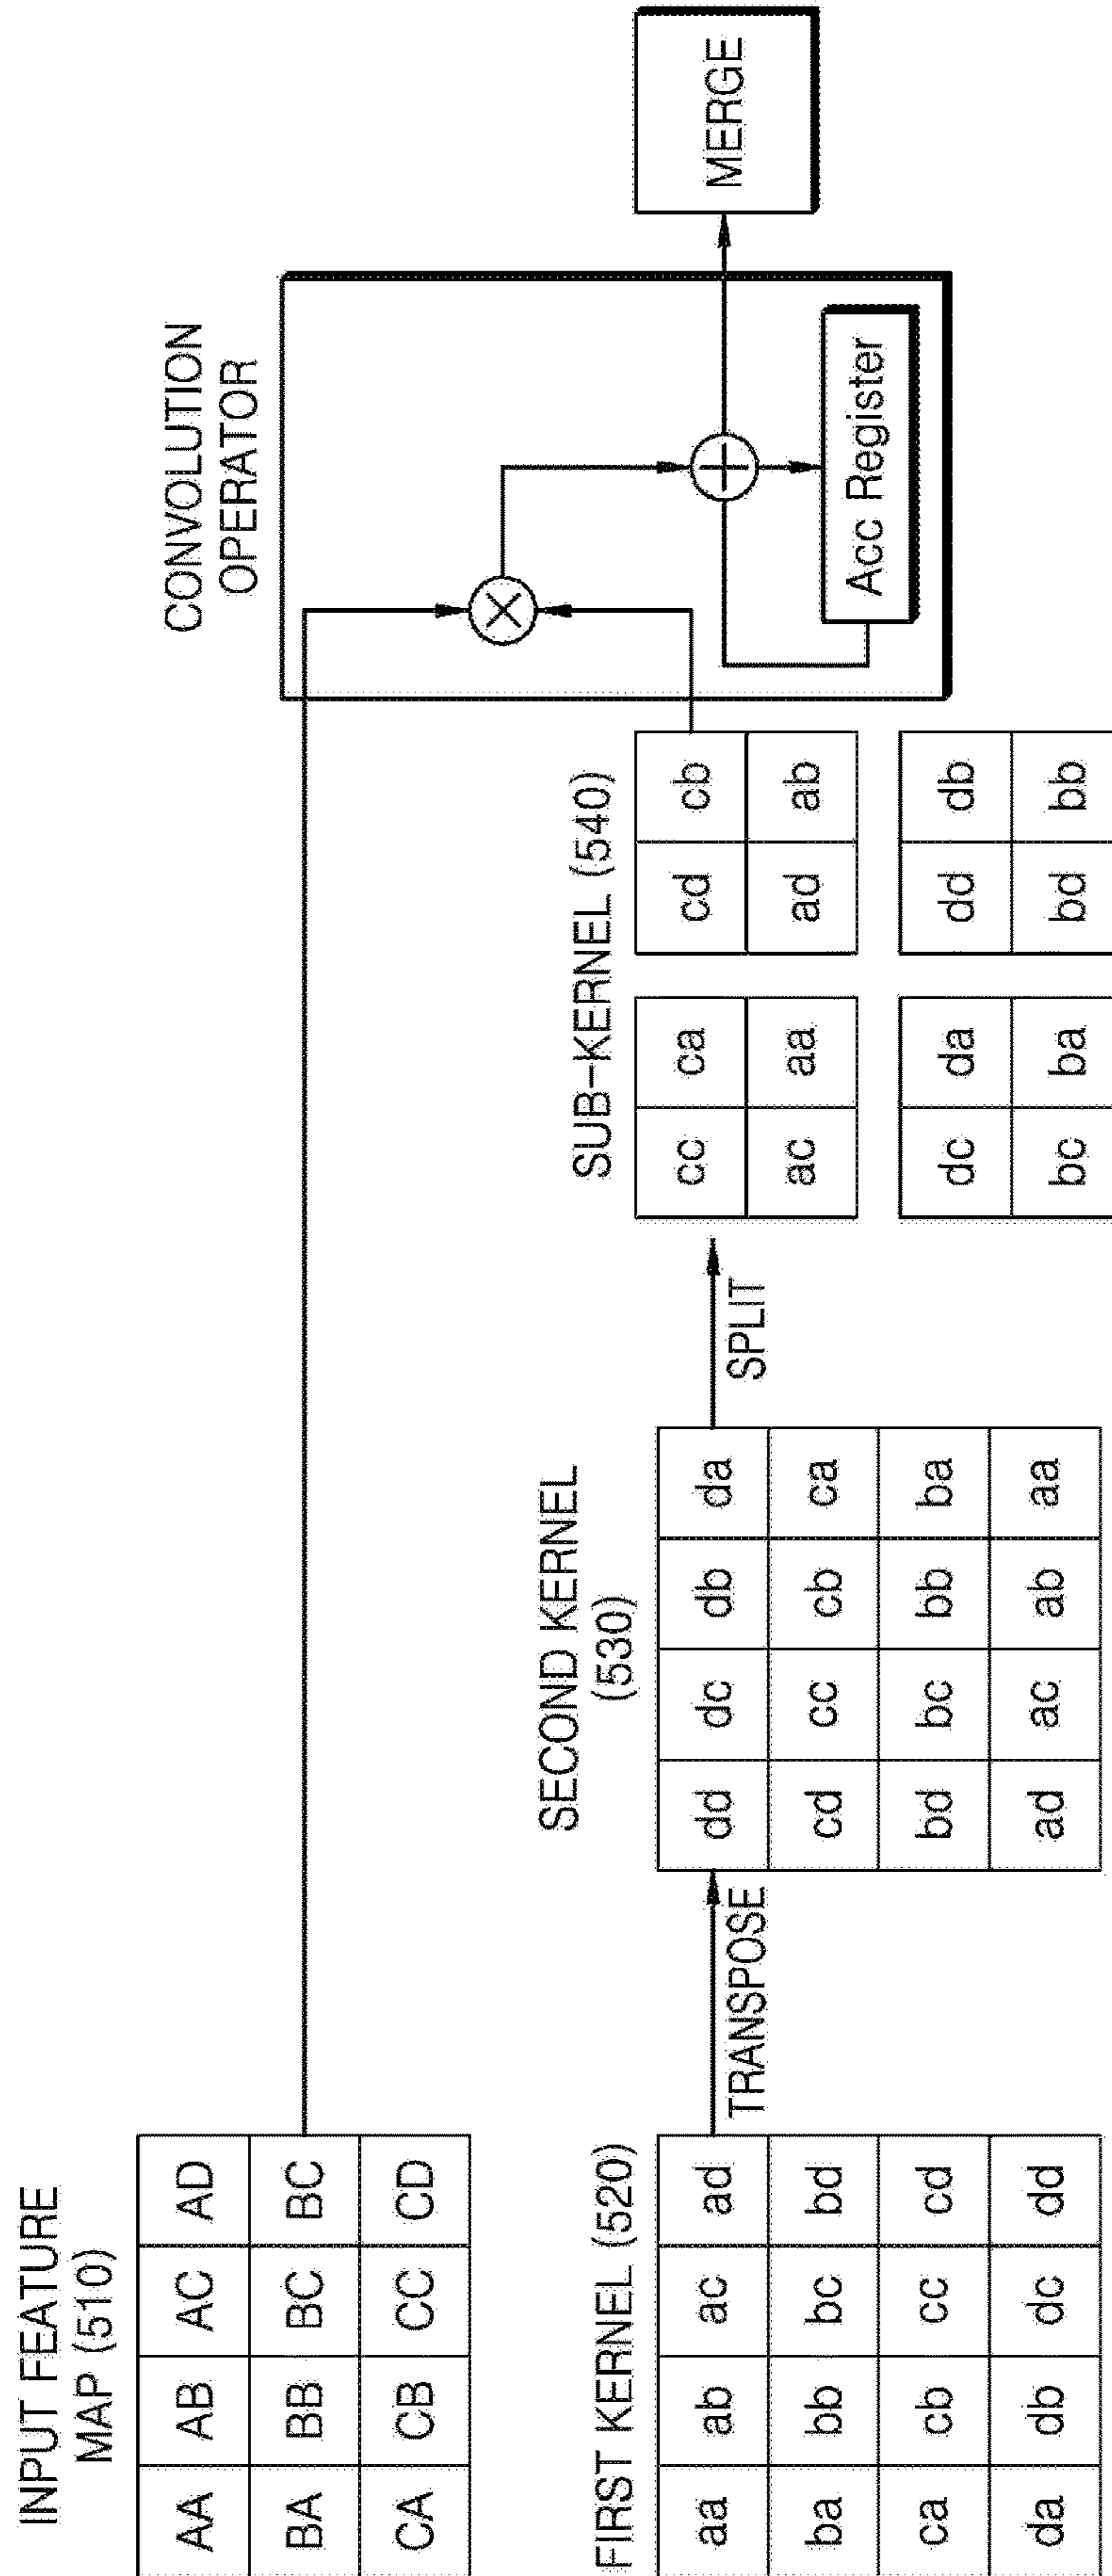 INPUT FEATURE
MAP (510)
AA AB AC AD
BA BB BC BC
CA CB CC CD
FIRST KERNEL (520)
aa ab ac ad
ba bb bc bd
ca cb cc cd
da db dc dd
TRANSPOSE
SECOND KERNEL
(530)
dd dc db da
cd cc cb ca
bd bc bb ba
ad ac ab aa
SPLIT
SUB-KERNEL (540)
cc ca cd cb
ac aa ad ab
dc da dd db
bc ba bd bb
CONVOLUTION
OPERATOR
Acc Register
MERGE